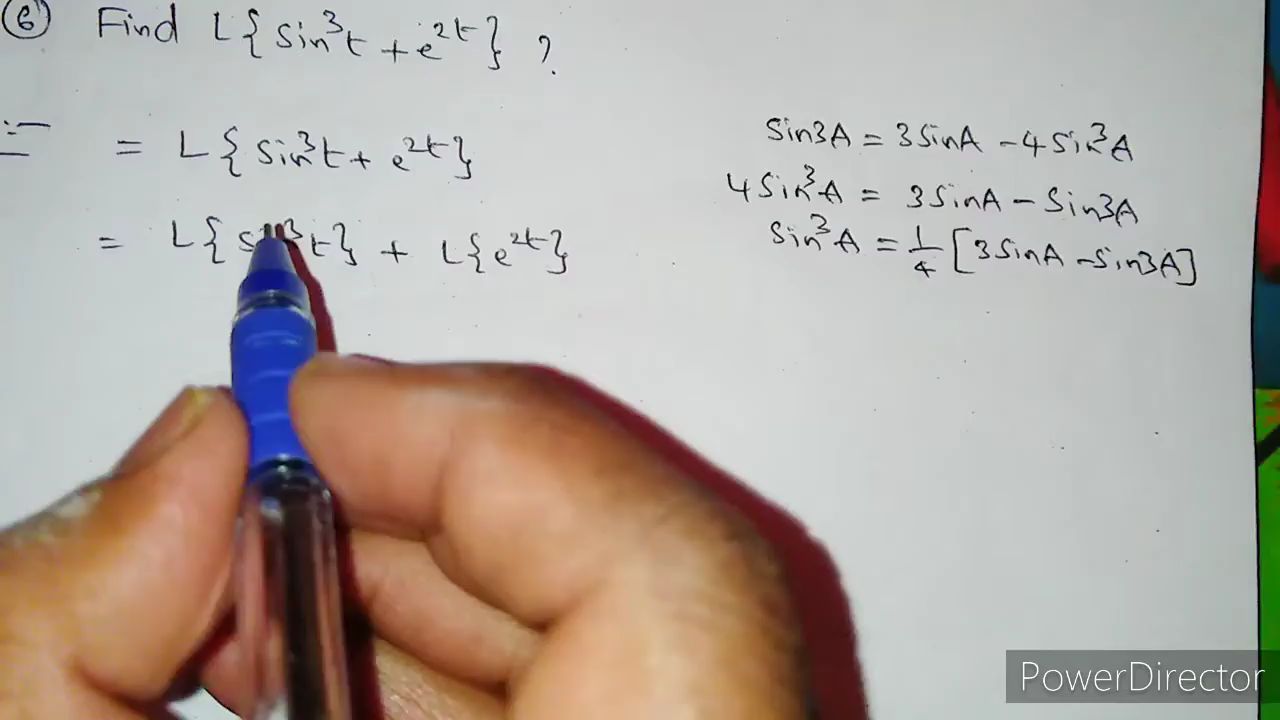 ⑥ Find L{Sin³t + e²ᵗ} ?
= L{Sin³t + e²ᵗ}
= L{Sin³t} + L{e²ᵗ}
Sin3A = 3SinA - 4Sin³A
4Sin³A = 3SinA - Sin3A
Sin³A = 1/4 [3SinA - Sin3A]
PowerDirector